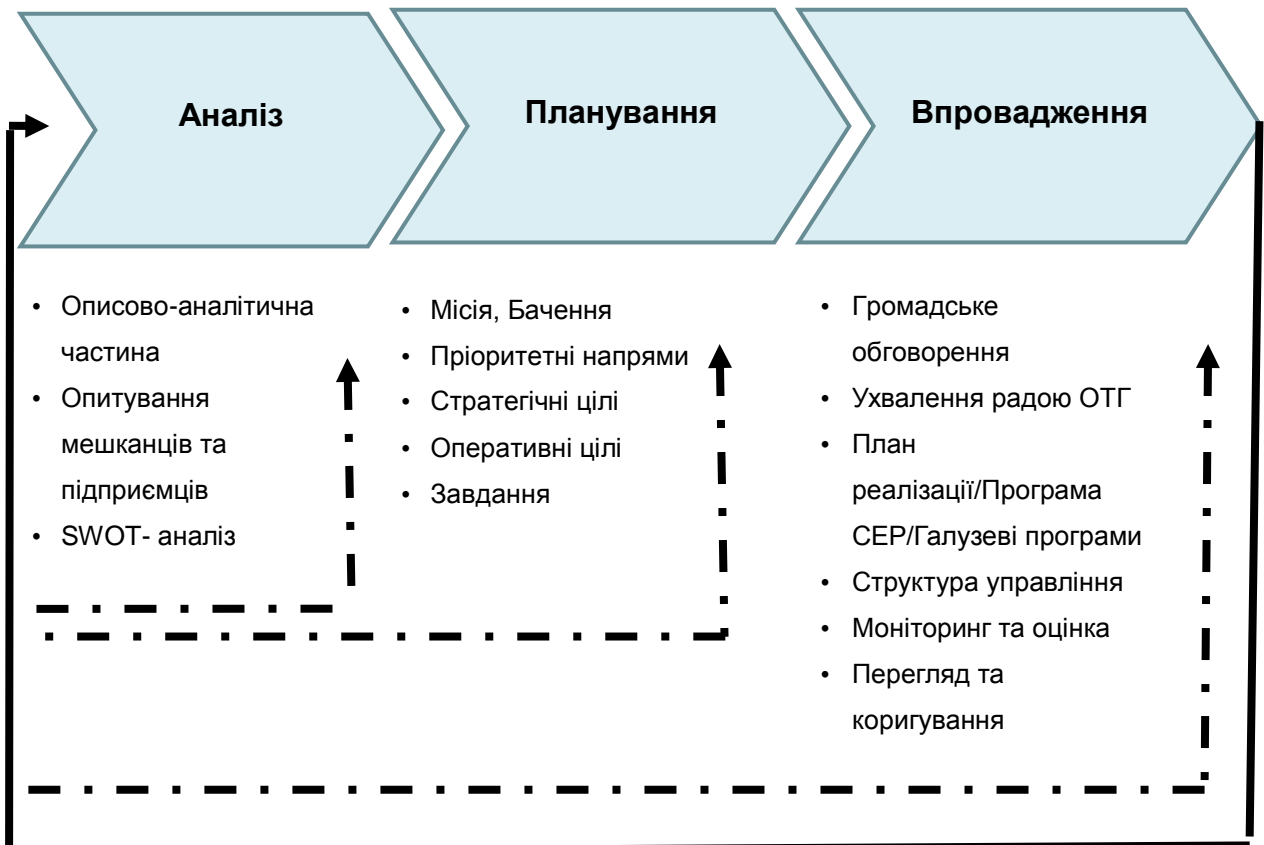 Аналіз
Планування
Впровадження
• Описово-аналітична
частина
• Опитування
мешканців та
підприємців
• SWOT- аналіз
• Місія, Бачення
• Пріоритетні напрями
• Стратегічні цілі
• Оперативні цілі
• Завдання
• Громадське
обговорення
• Ухвалення радою ОТГ
• План
реалізації/Програма
СЕР/Галузеві програми
• Структура управління
• Моніторинг та оцінка
• Перегляд та
коригування